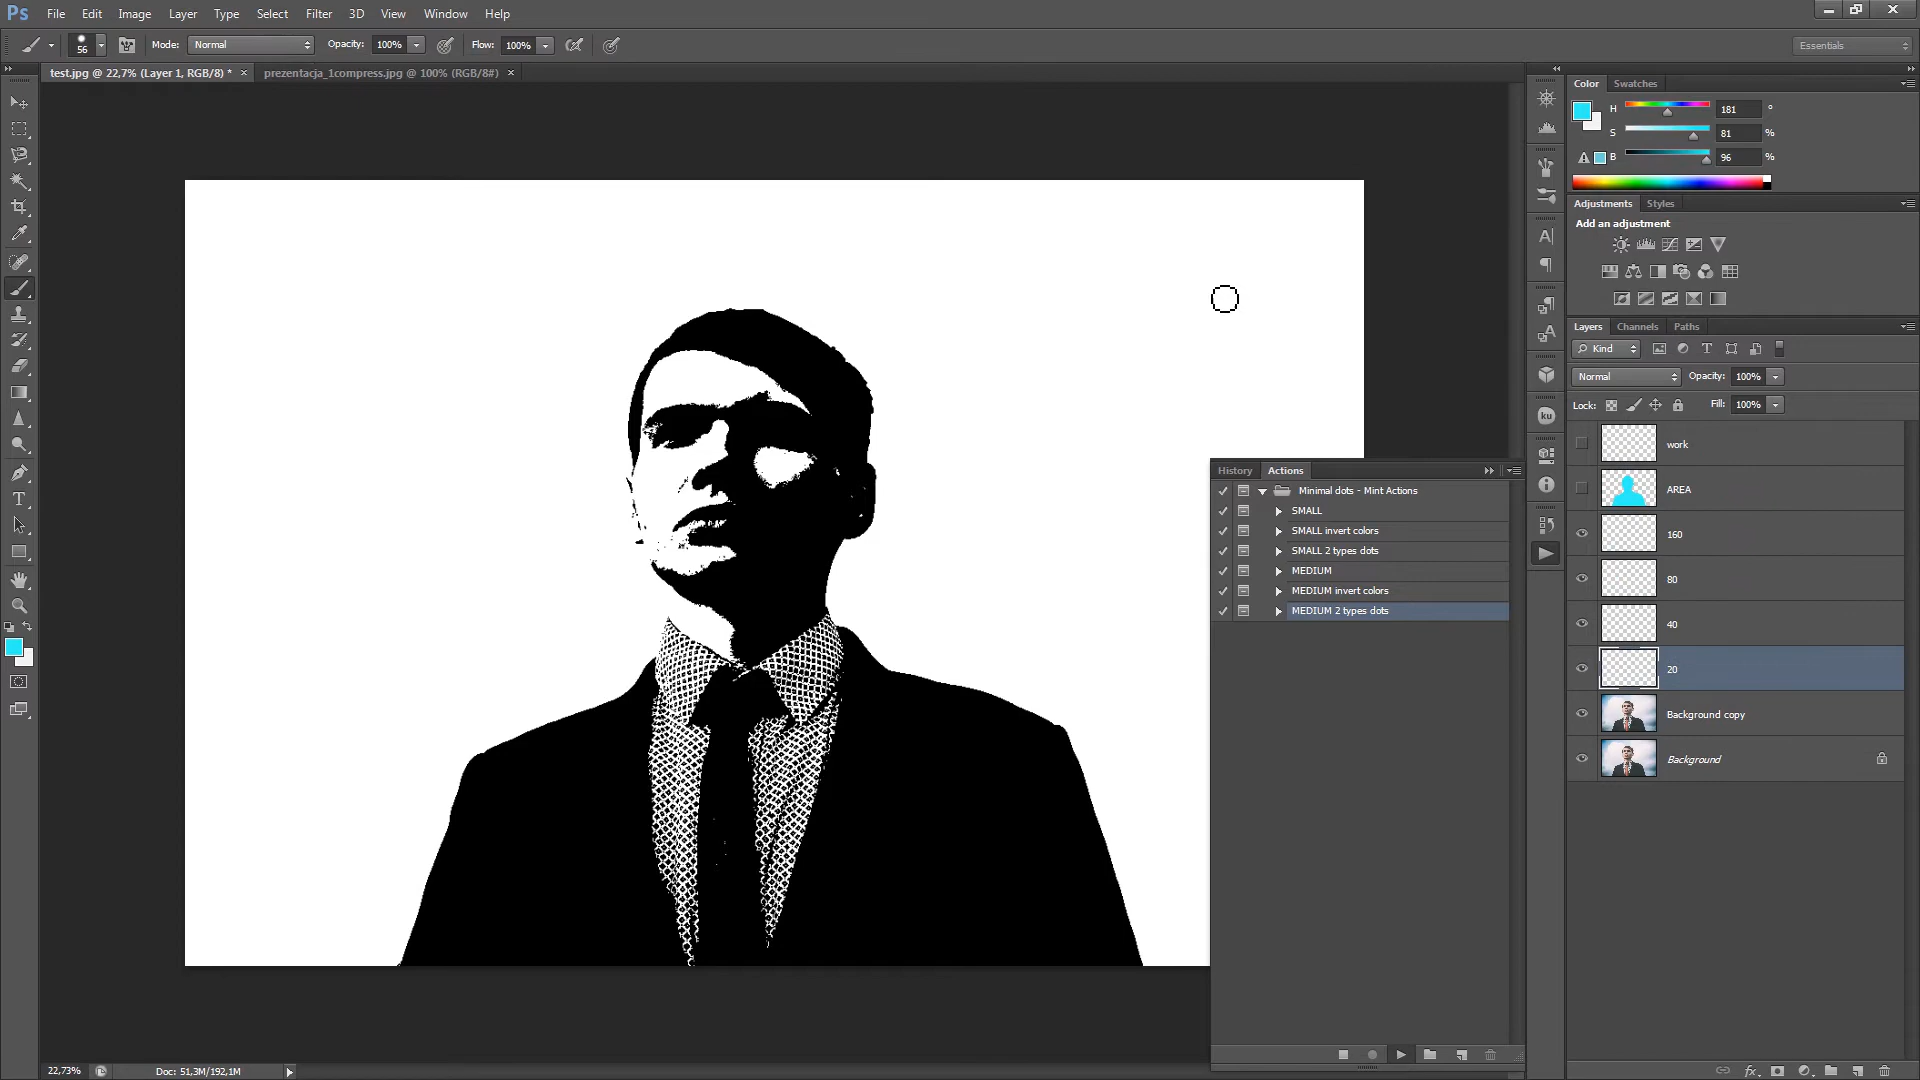 Ps File Edit Image Layer Type Select Filter 3D View Window Help
56 Mode: Normal Opacity: 100% Flow: 100% Essentials
test.jpg @ 22,7% (Layer 1, RGB/8) * × prezentacja_1compress.jpg @ 100% (RGB/8#) ×
Color Swatches
H 181 °
S 81 %
B 96 %
Adjustments Styles
Add an adjustment
Layers Channels Paths
Kind
Normal Opacity: 100%
Lock: Fill: 100%
ku
work
AREA
160
80
40
20
Background copy
Background
History Actions
Minimal dots - Mint Actions
SMALL
SMALL invert colors
SMALL 2 types dots
MEDIUM
MEDIUM invert colors
MEDIUM 2 types dots
22,73% Doc: 51,3M/192,1M